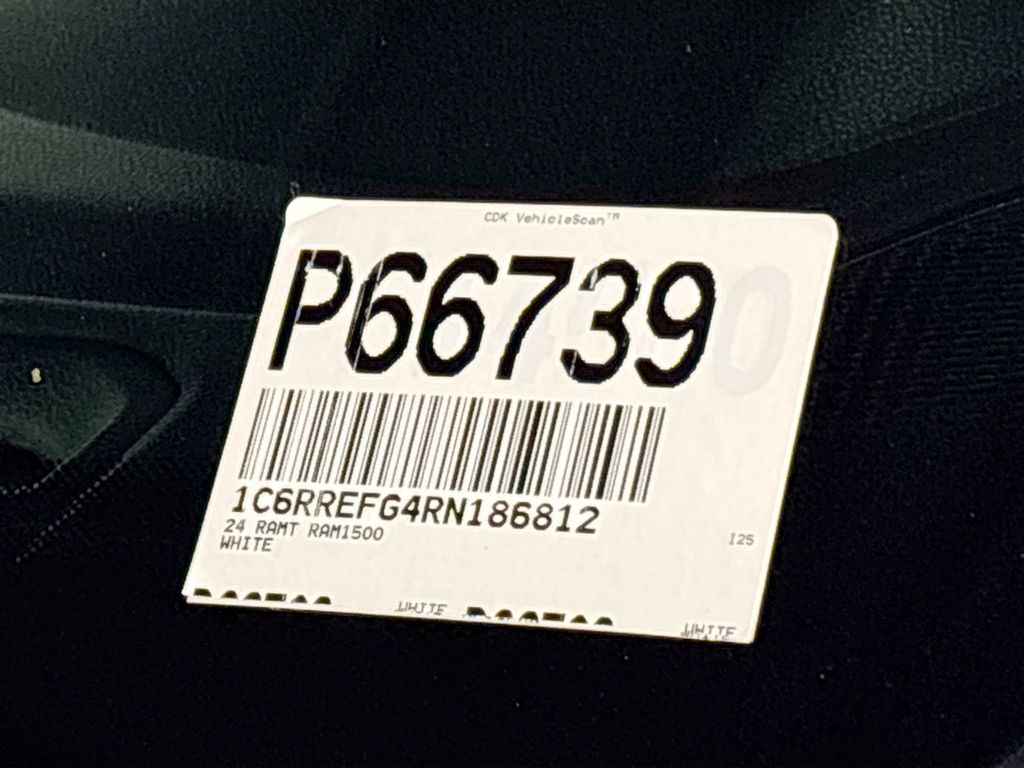 CDK VehicleScan™
P66739
1C6RREFG4RN186812
24 RAMT RAM1500
WHITE
I25
WHITE
WHITE